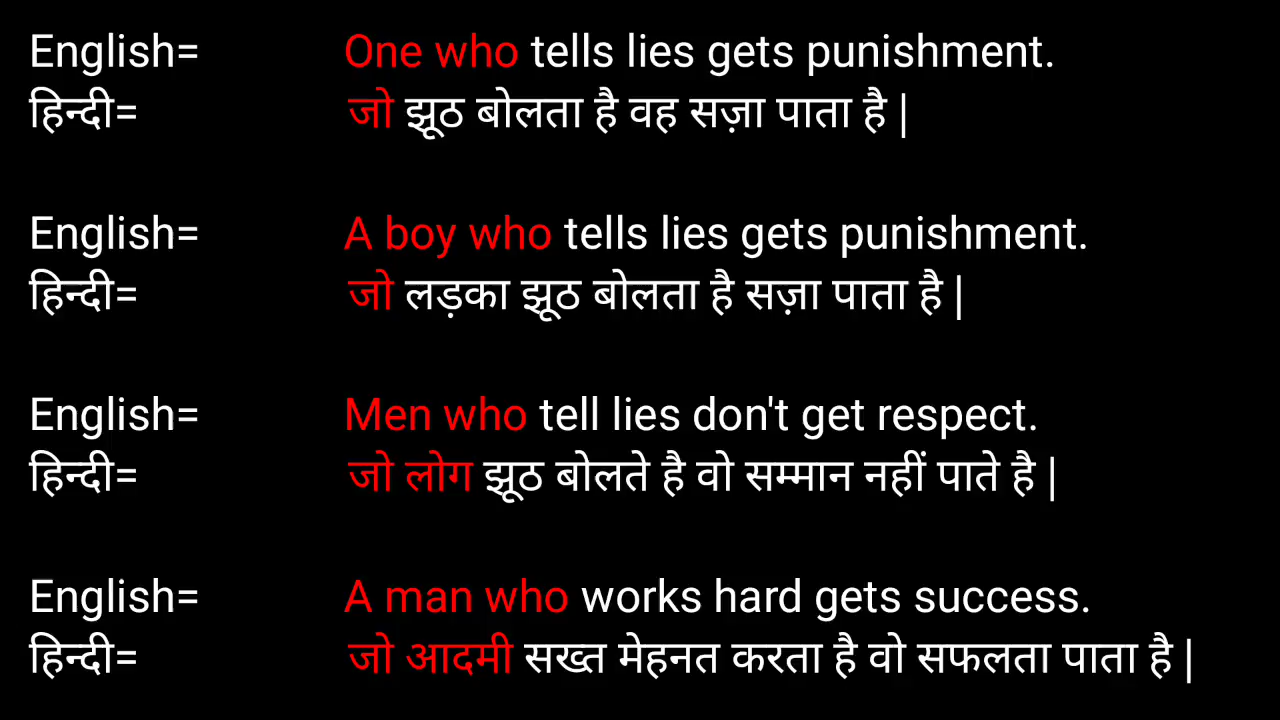 English= One who tells lies gets punishment.
हिन्दी= जो झूठ बोलता है वह सज़ा पाता है |
English= A boy who tells lies gets punishment.
हिन्दी= जो लड़का झूठ बोलता है सज़ा पाता है |
English= Men who tell lies don't get respect.
हिन्दी= जो लोग झूठ बोलते है वो सम्मान नहीं पाते है |
English= A man who works hard gets success.
हिन्दी= जो आदमी सख्त मेहनत करता है वो सफलता पाता है |